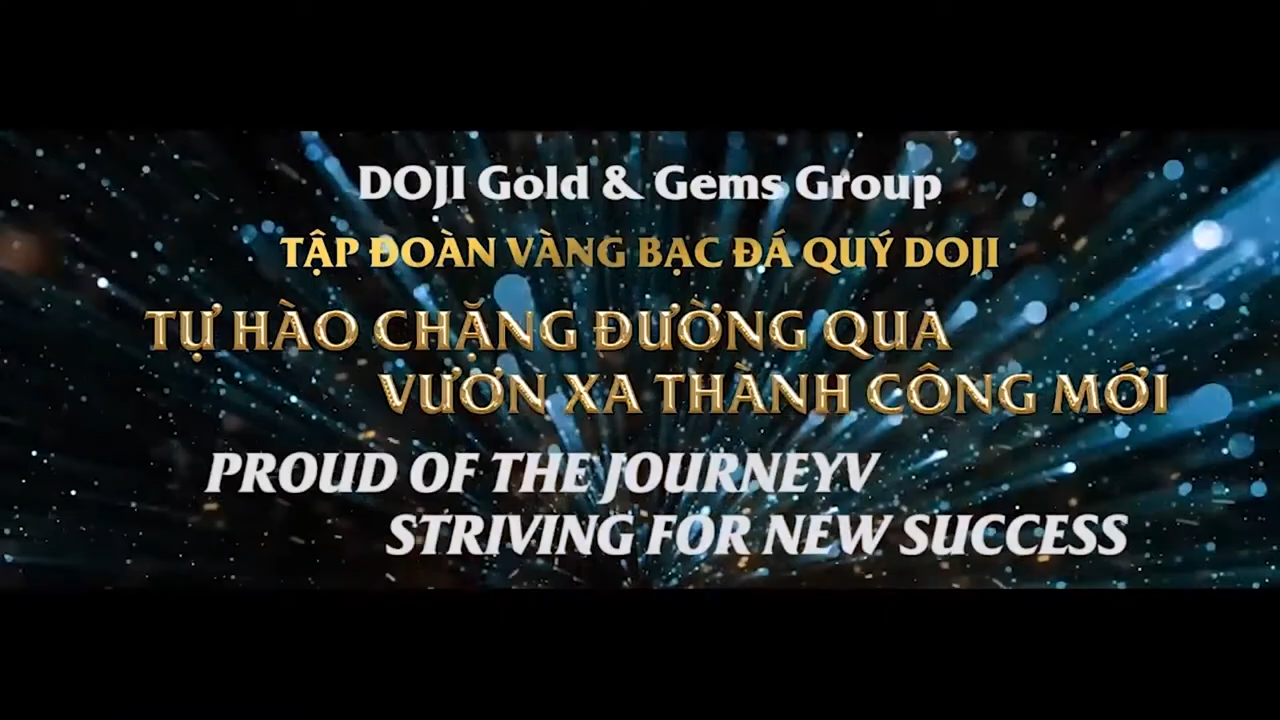 DOJI Gold & Gems Group
TẬP ĐOÀN VÀNG BẠC ĐÁ QUÝ DOJI
TỰ HÀO CHẶNG ĐƯỜNG QUA
VƯƠN XA THÀNH CÔNG MỚI
PROUD OF THE JOURNEYV
STRIVING FOR NEW SUCCESS